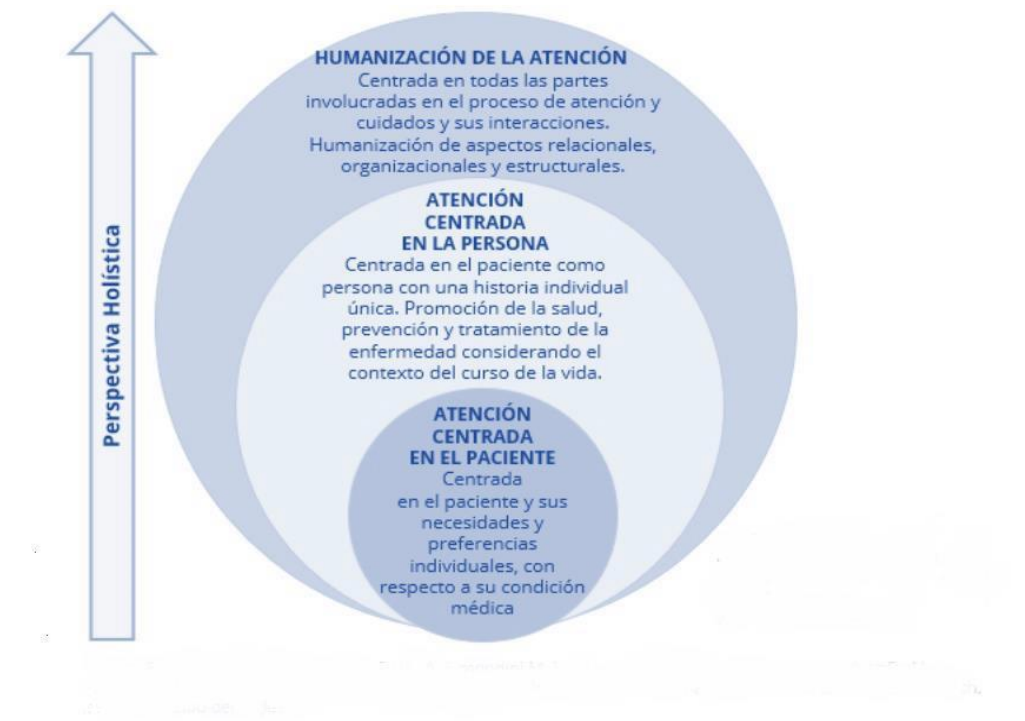 HUMANIZACIÓN DE LA ATENCIÓN
Centrada en todas las partes
involucradas en el proceso de atención y
cuidados y sus interacciones.
Humanización de aspectos relacionales,
organizacionales y estructurales.
ATENCIÓN
CENTRADA
EN LA PERSONA
Centrada en el paciente como
persona con una historia individual
única. Promoción de la salud,
prevención y tratamiento de la
enfermedad considerando el
contexto del curso de la vida.
ATENCIÓN
CENTRADA
EN EL PACIENTE
Centrada
en el paciente y sus
necesidades y
preferencias
individuales, con
respecto a su condición
médica
Perspectiva Holística